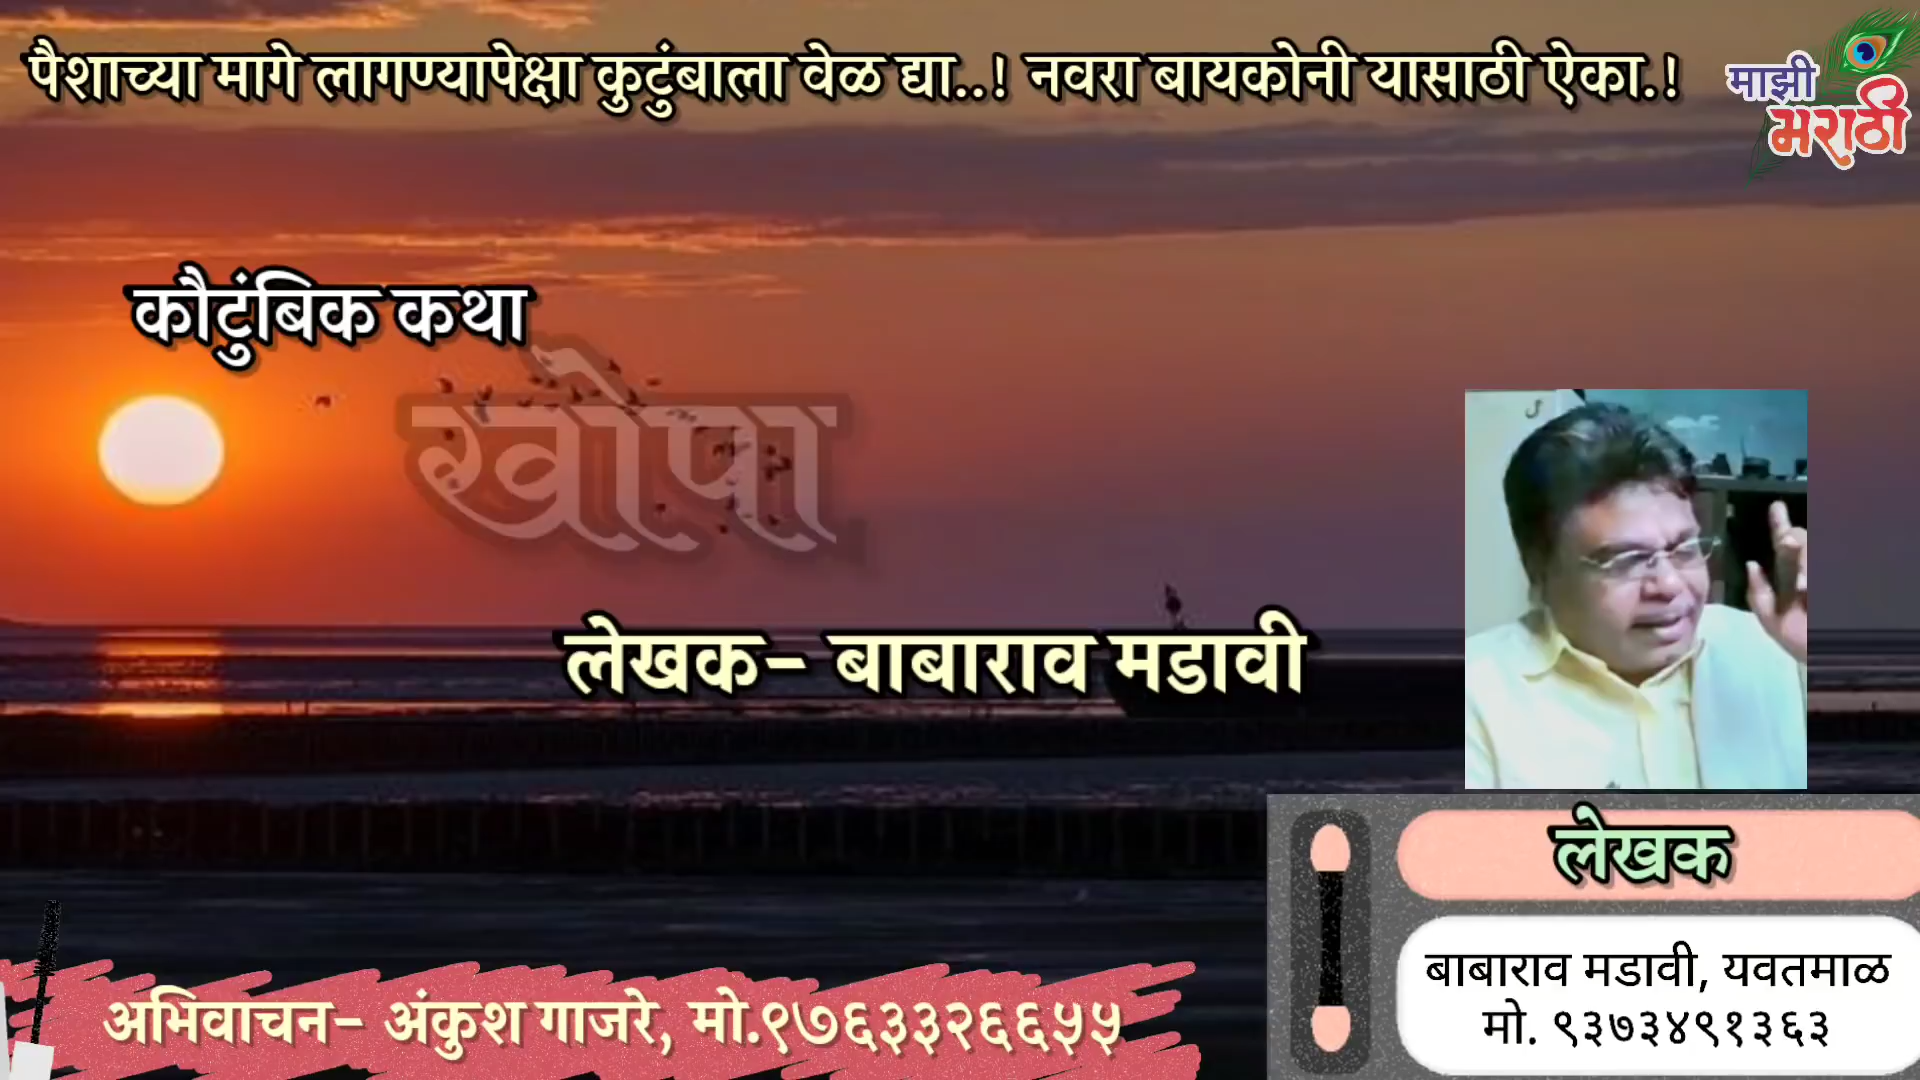 पैशाच्या मागे लागण्यापेक्षा कुटुंबाला वेळ द्या..! नवरा बायकोनी यासाठी ऐका.!
माझी
मराठी
कौटुंबिक कथा
खोपा
लेखक- बाबाराव मडावी
लेखक
बाबाराव मडावी, यवतमाळ
मो. ९३७३४९१३६३
अभिवाचन- अंकुश गाजरे, मो.९७६३३२६६५५